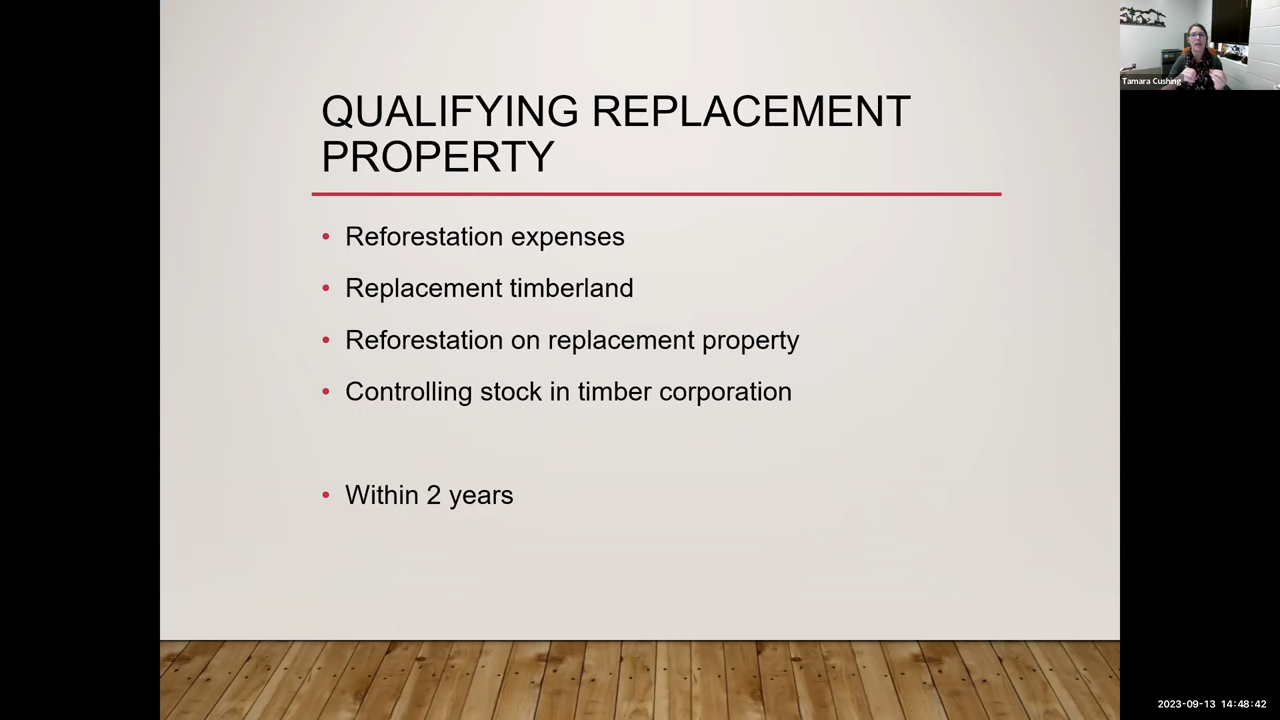 QUALIFYING REPLACEMENT
PROPERTY
• Reforestation expenses
• Replacement timberland
• Reforestation on replacement property
• Controlling stock in timber corporation
• Within 2 years
Tamara Cushing
2023-09-13 14:48:42